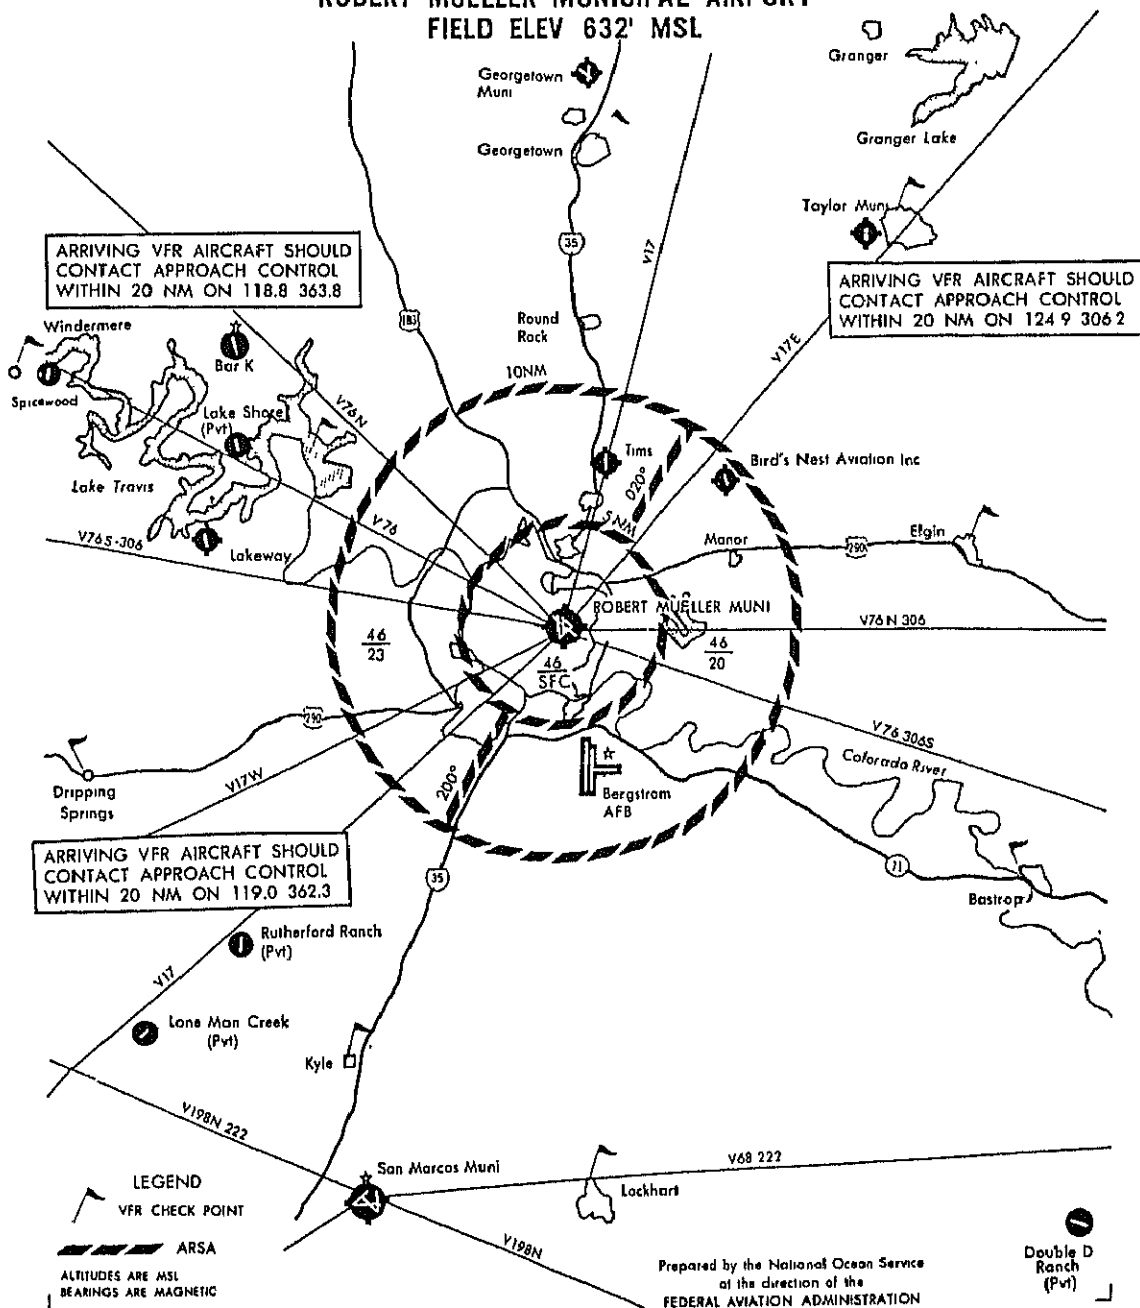 ROBERT MUELLER MUNICIPAL AIRPORT
FIELD ELEV 632' MSL
Georgetown
Muni
Granger
Granger Lake
Georgetown
Taylor Muni
35
V17
ARRIVING VFR AIRCRAFT SHOULD
CONTACT APPROACH CONTROL
WITHIN 20 NM ON 118.8 363.8
ARRIVING VFR AIRCRAFT SHOULD
CONTACT APPROACH CONTROL
WITHIN 20 NM ON 124 9 306 2
183
Round
Rock
Windermere
Bar K
V17E
Spicewood
10NM
V76N
Lake Shore
(Pvt)
Tims
Bird's Nest Aviation Inc
Lake Travis
020°
5 NM
V76
V76S-306
Lakeway
Manor
290
Elgin
ROBERT MUELLER MUNI
V76N 306
46
23
46
SFC
46
20
290
V76 306S
Colorado River
V17W
200°
Dripping
Springs
Bergstrom
AFB
ARRIVING VFR AIRCRAFT SHOULD
CONTACT APPROACH CONTROL
WITHIN 20 NM ON 119.0 362.3
35
71
Bastrop
Rutherford Ranch
(Pvt)
V17
Lone Man Creek
(Pvt)
Kyle
V198N 222
San Marcos Muni
V68 222
Lockhart
V198N
LEGEND
VFR CHECK POINT
ARSA
ALTITUDES ARE MSL
BEARINGS ARE MAGNETIC
Prepared by the National Ocean Service
at the direction of the
FEDERAL AVIATION ADMINISTRATION
Double D
Ranch
(Pvt)